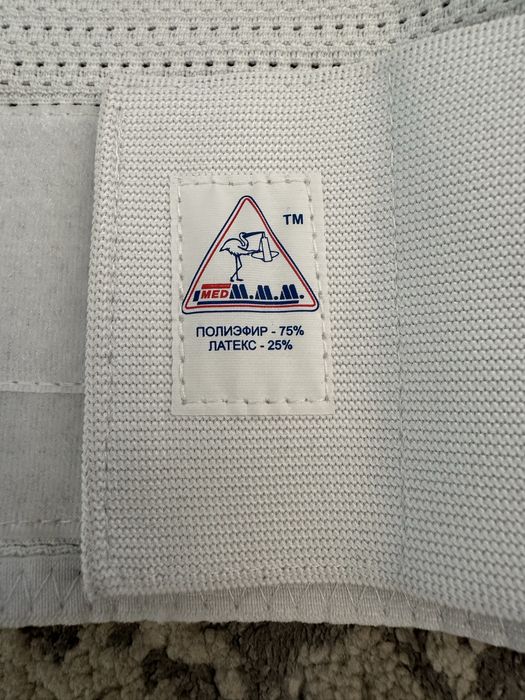 TM
MED М.М.М.
ПОЛИЭФИР - 75%
ЛАТЕКС - 25%